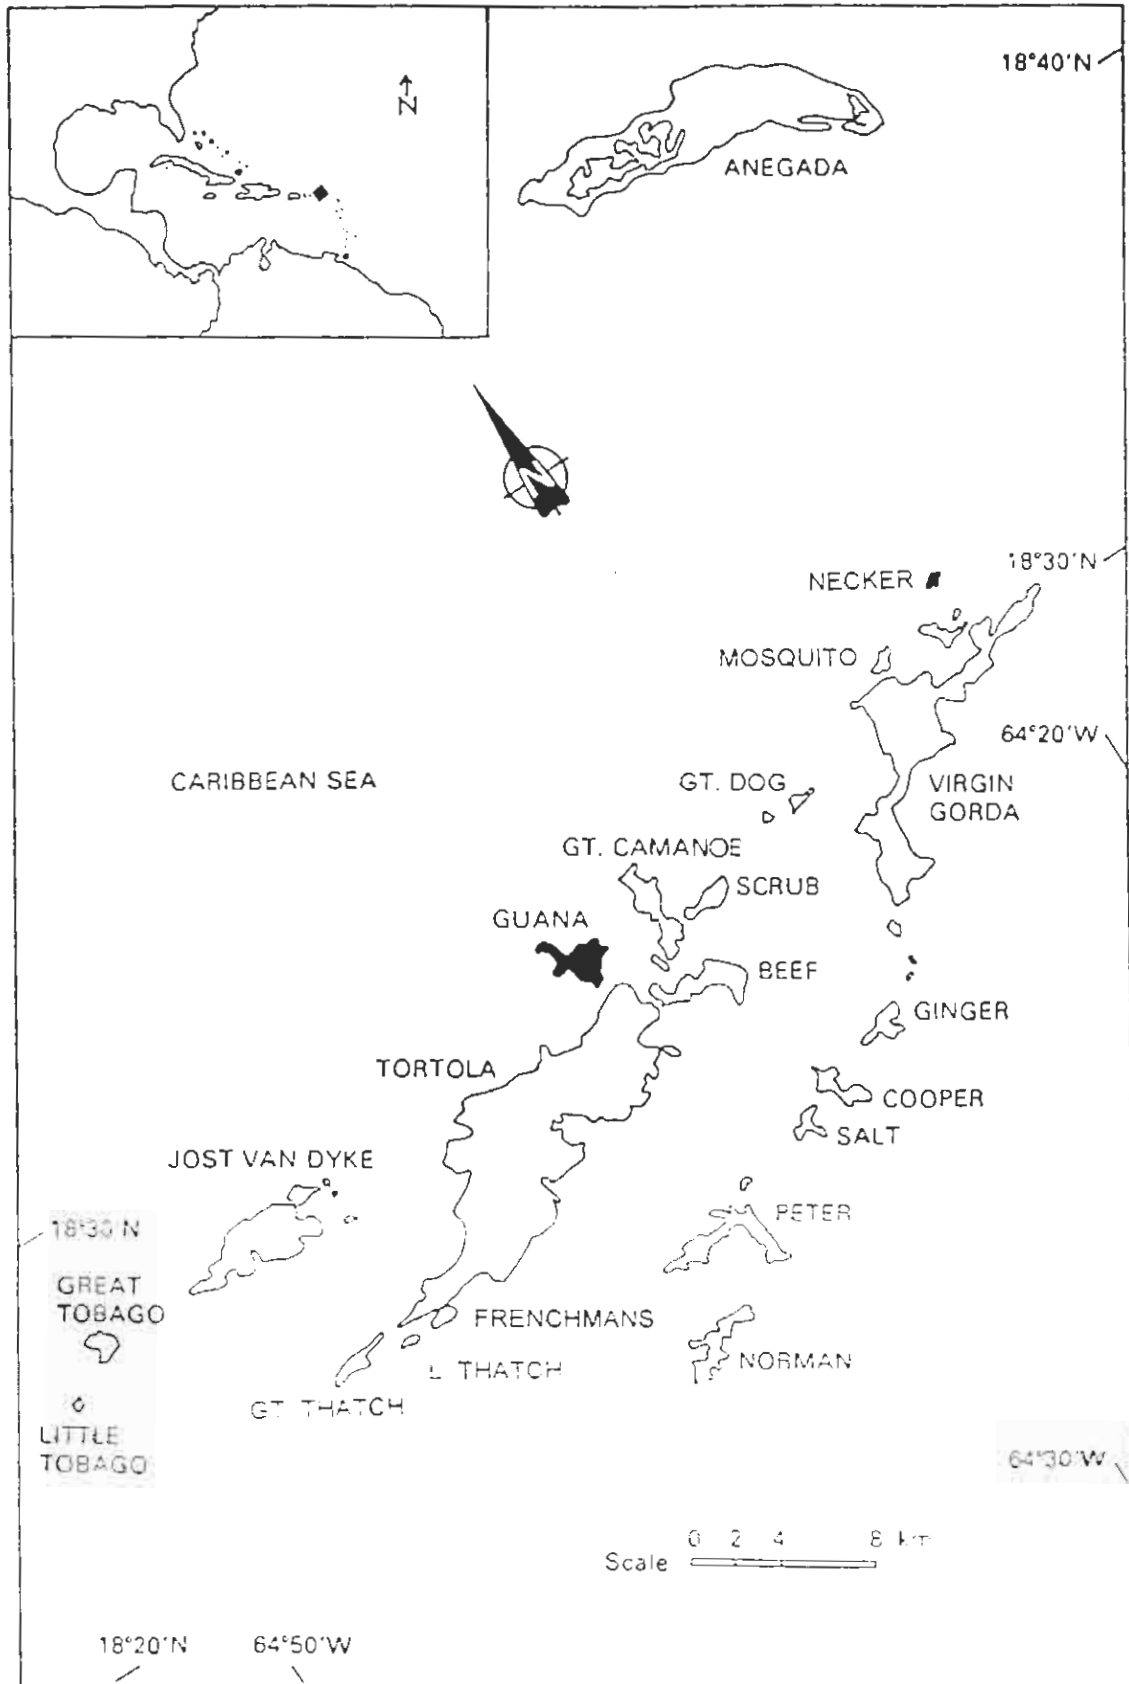 N
18°40'N
ANEGADA
N
18°30'N
NECKER
MOSQUITO
64°20'W
CARIBBEAN SEA
GT. DOG
VIRGIN
GORDA
GT. CAMANOE
SCRUB
GUANA
BEEF
GINGER
TORTOLA
COOPER
SALT
JOST VAN DYKE
PETER
18°30'N
GREAT
TOBAGO
FRENCHMANS
L THATCH
NORMAN
GT. THATCH
LITTLE
TOBAGO
64°30'W
0 2 4 8 km
Scale
18°20'N 64°50'W